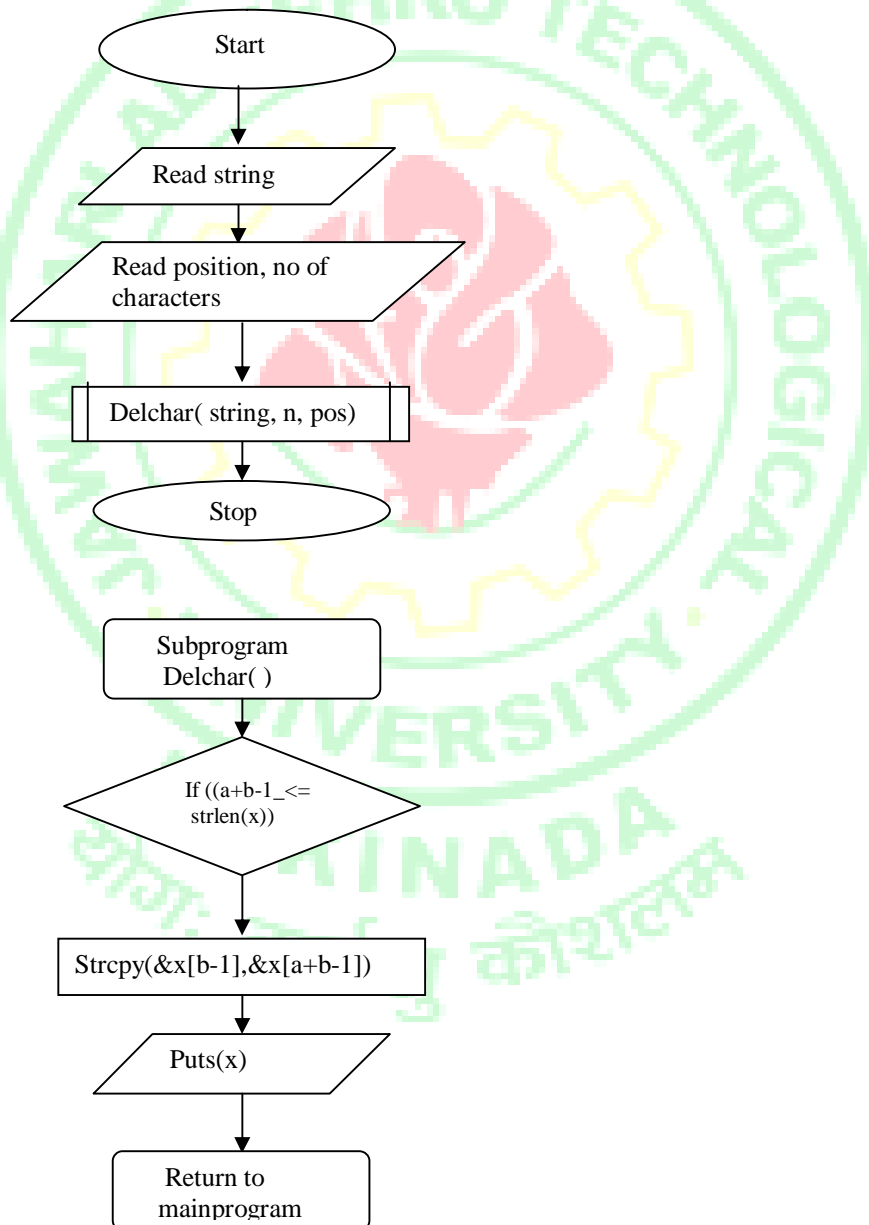 Start
Read string
Read position, no of
characters
Delchar( string, n, pos)
Stop
Subprogram
Delchar( )
If ((a+b-1_<=
strlen(x))
Strcpy(&x[b-1],&x[a+b-1])
Puts(x)
Return to
mainprogram
TECHNOLOGICAL